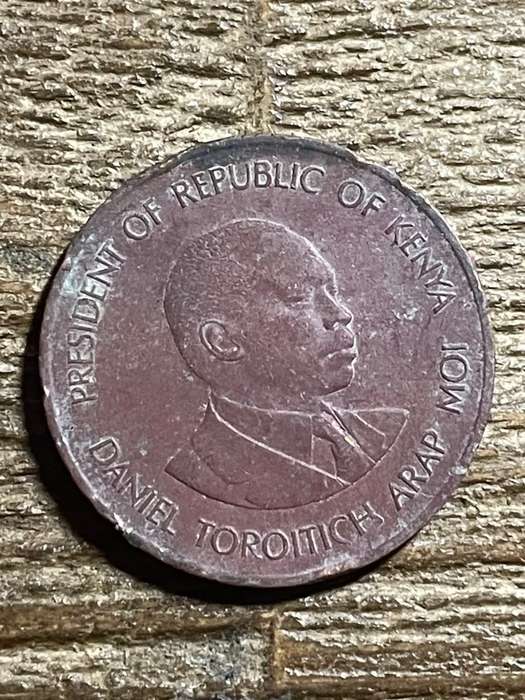 PRESIDENT OF REPUBLIC OF KENYA
DANIEL TOROITICH ARAP MOI